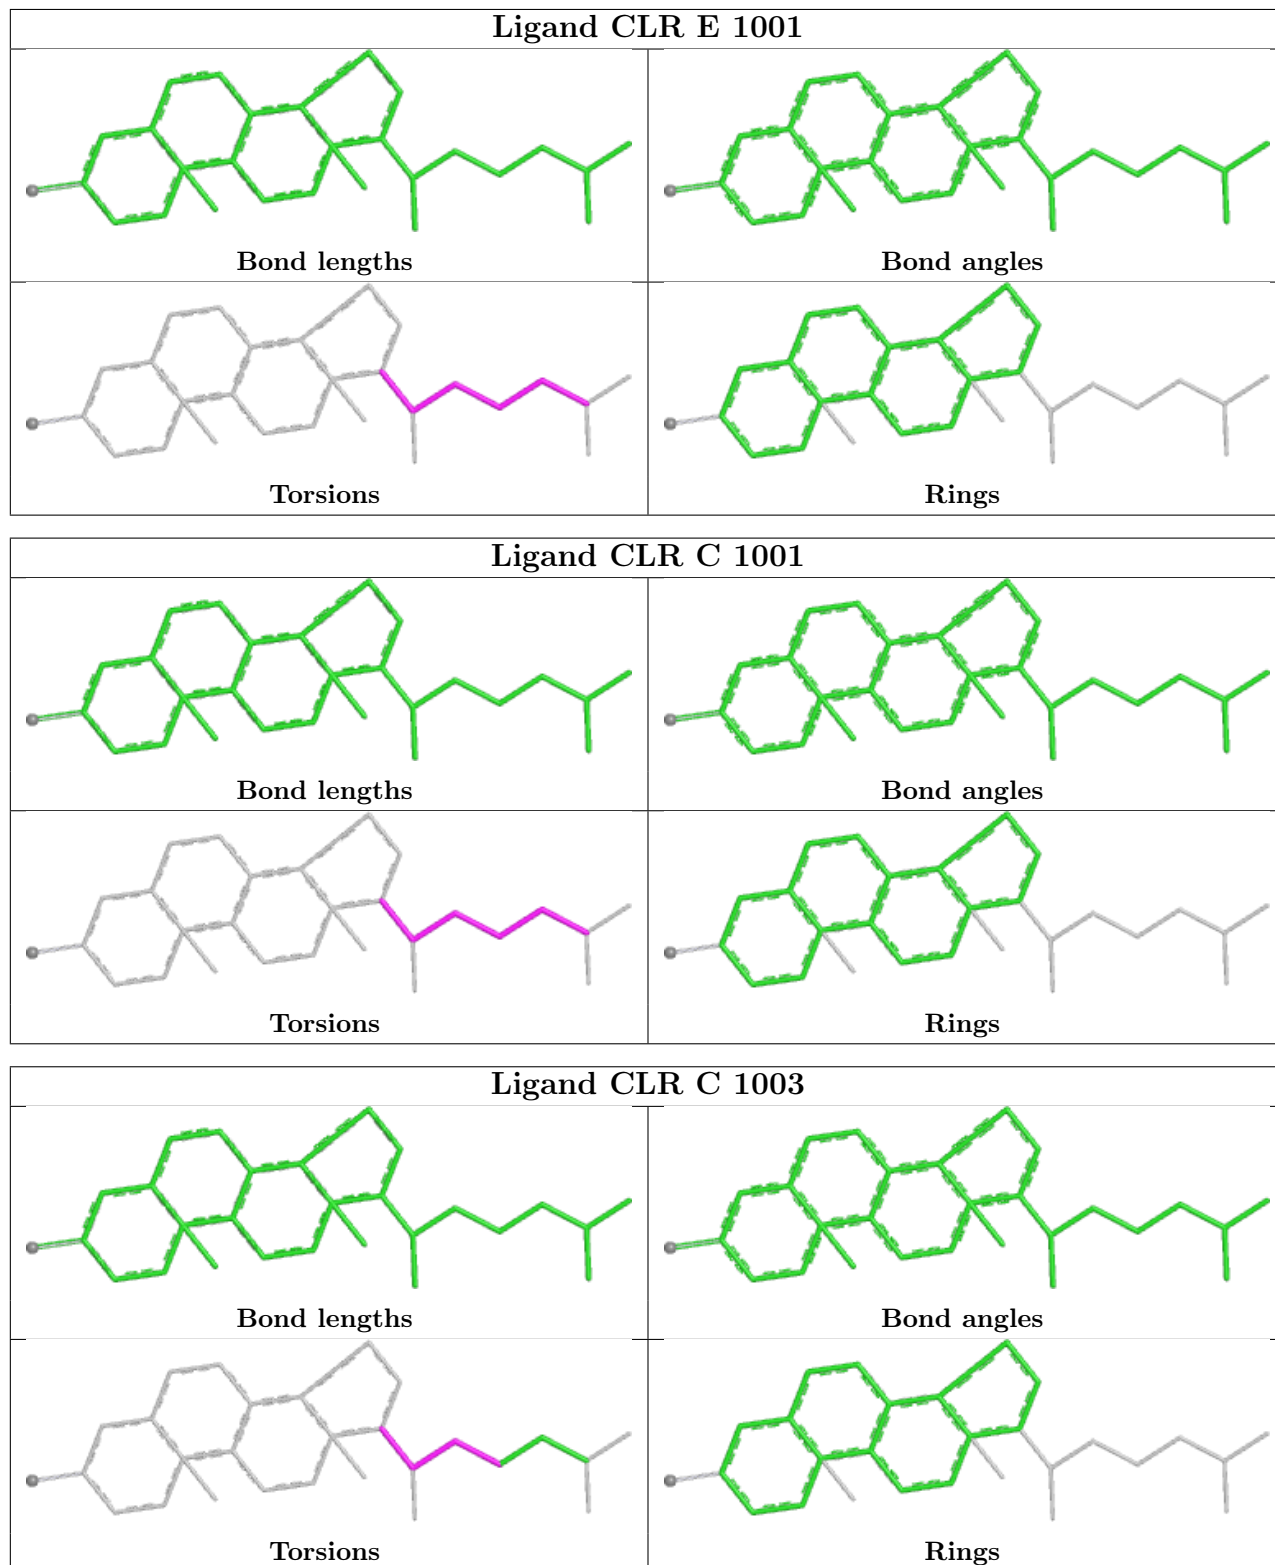 Ligand CLR E 1001
Bond lengths
Bond angles
Torsions
Rings
Ligand CLR C 1001
Bond lengths
Bond angles
Torsions
Rings
Ligand CLR C 1003
Bond lengths
Bond angles
Torsions
Rings